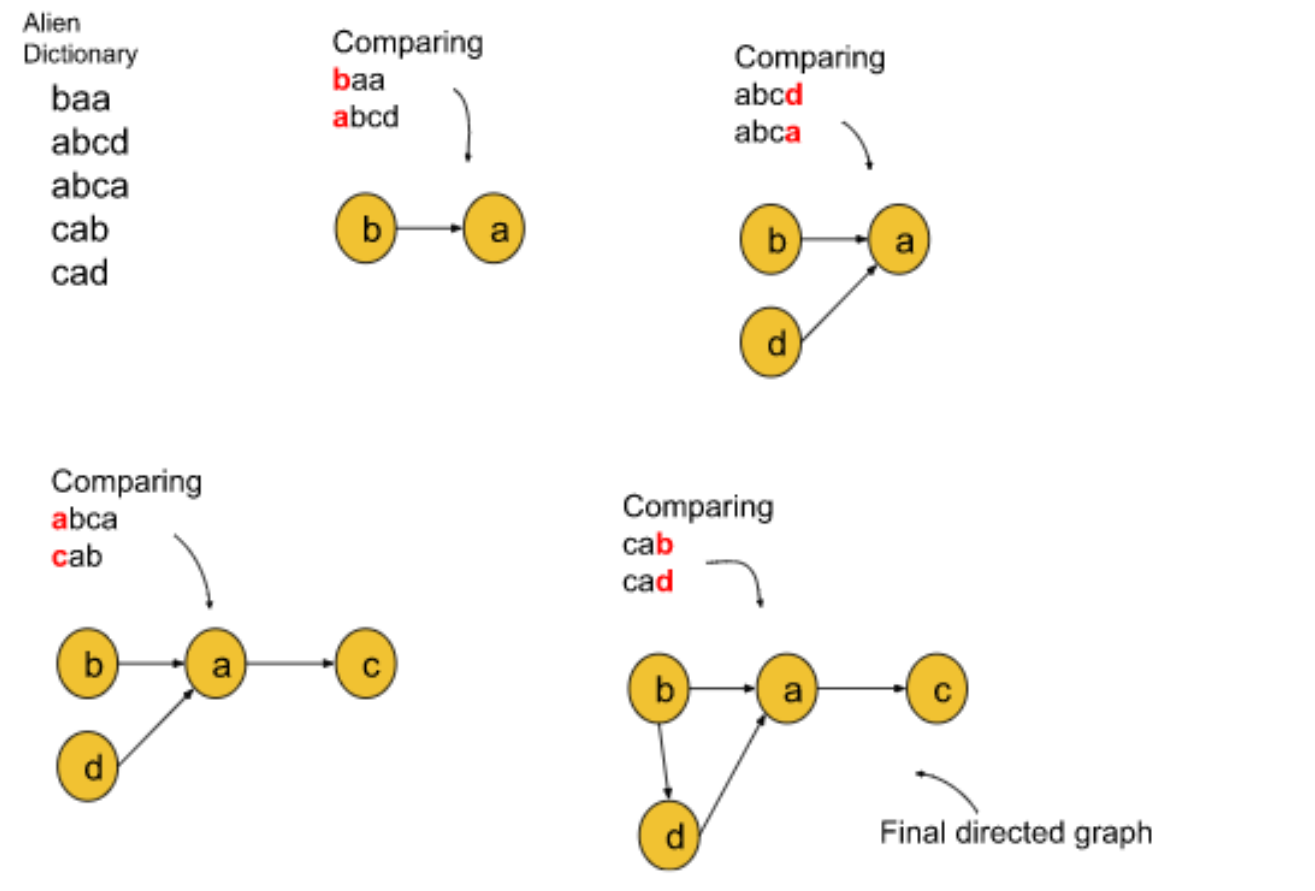 Alien
Dictionary
baa
abcd
abca
cab
cad
Comparing
baa
abcd
b
a
Comparing
abcd
abca
b
a
d
Comparing
abca
cab
b
a
c
d
Comparing
cab
cad
b
a
c
d
Final directed graph